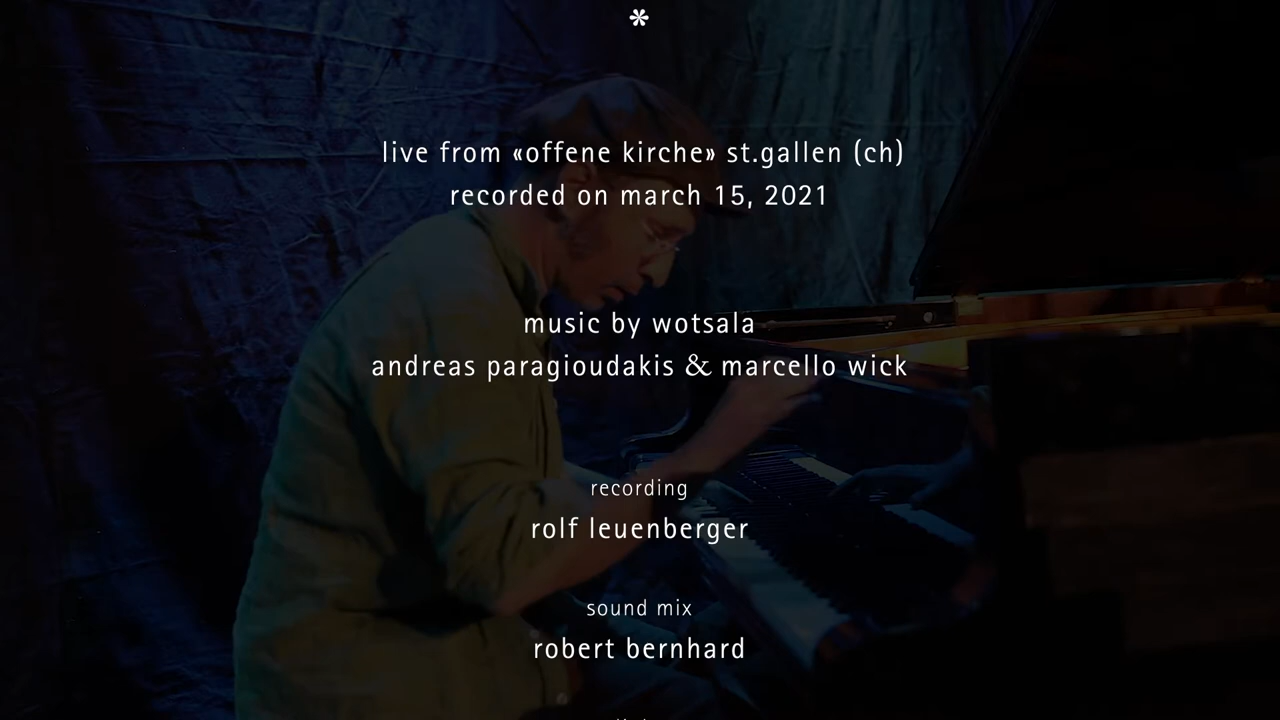 *
live from «offene kirche» st.gallen (ch)
recorded on march 15, 2021
music by wotsala
andreas paragioudakis & marcello wick
recording
rolf leuenberger
sound mix
robert bernhard